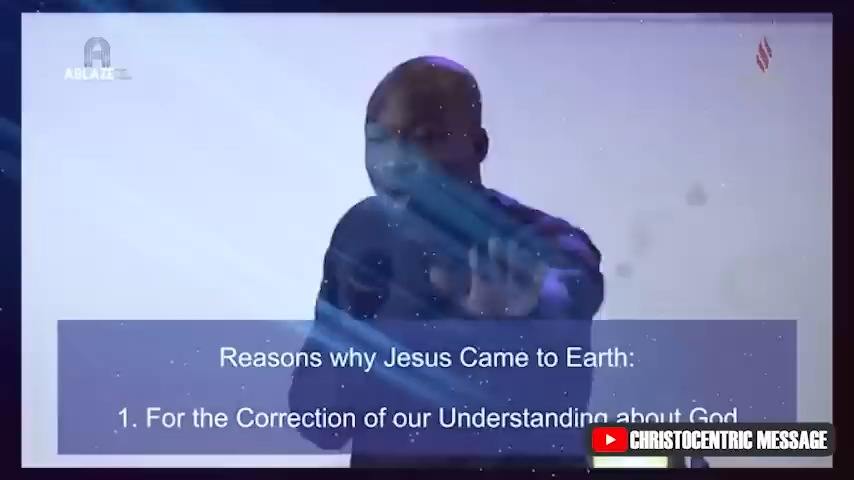 ABLAZE
Reasons why Jesus Came to Earth:
1. For the Correction of our Understanding about God
CHRISTOCENTRIC MESSAGE